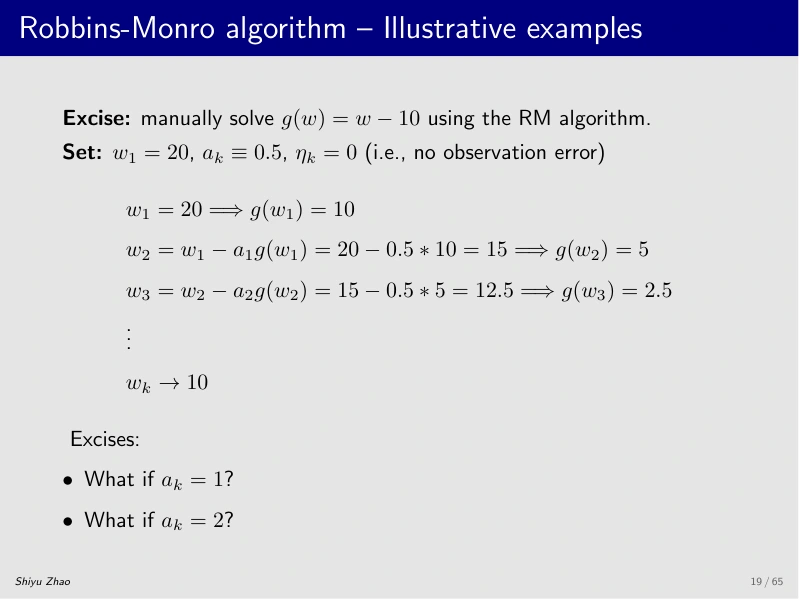 Robbins-Monro algorithm – Illustrative examples
Excise: manually solve g(w) = w − 10 using the RM algorithm.
Set: w₁ = 20, aₖ ≡ 0.5, ηₖ = 0 (i.e., no observation error)
w₁ = 20 ⟹ g(w₁) = 10
w₂ = w₁ − a₁g(w₁) = 20 − 0.5 ∗ 10 = 15 ⟹ g(w₂) = 5
w₃ = w₂ − a₂g(w₂) = 15 − 0.5 ∗ 5 = 12.5 ⟹ g(w₃) = 2.5
⋮
wₖ → 10
Excises:
• What if aₖ = 1?
• What if aₖ = 2?
Shiyu Zhao
19 / 65